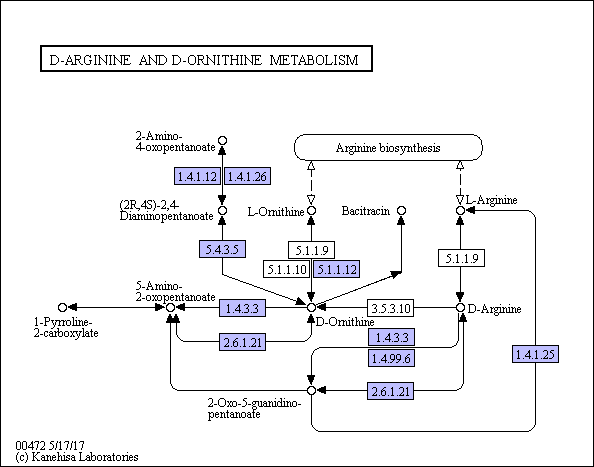 D-ARGININE AND D-ORNITHINE METABOLISM
2-Amino-
4-oxopentanoate
Arginine biosynthesis
1.4.1.12 1.4.1.26
(2R,4S)-2,4-
Diaminopentanoate
L-Ornithine
Bacitracin
L-Arginine
5.4.3.5
5.1.1.9
5.1.1.10 5.1.1.12
5.1.1.9
5-Amino-
2-oxopentanoate
1.4.3.3
3.5.3.10
D-Ornithine
D-Arginine
1-Pyrroline-
2-carboxylate
2.6.1.21
1.4.3.3
1.4.99.6
1.4.1.25
2.6.1.21
2-Oxo-5-guanidino-
pentanoate
00472 5/17/17
(c) Kanehisa Laboratories